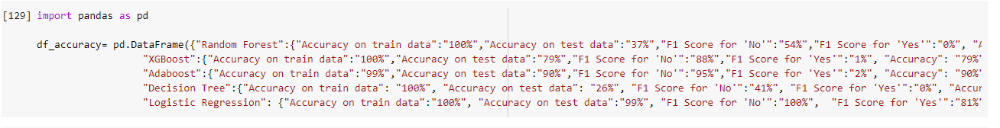 [129] import pandas as pd
df_accuracy= pd.DataFrame({"Random Forest":{"Accuracy on train data":"100%","Accuracy on test data":"37%","F1 Score for 'No'":"54%","F1 Score for 'Yes'":"0%", "A
"XGBoost":{"Accuracy on train data":"100%","Accuracy on test data":"79%","F1 Score for 'No'":"88%","F1 Score for 'Yes'":"1%", "Accuracy": "79%"
"Adaboost":{"Accuracy on train data":"99%","Accuracy on test data":"90%","F1 Score for 'No'":"95%","F1 Score for 'Yes'":"2%", "Accuracy": "90%"
"Decision Tree":{"Accuracy on train data": "100%", "Accuracy on test data": "26%", "F1 Score for 'No'":"41%", "F1 Score for 'Yes'":"0%", "Accur
"Logistic Regression": {"Accuracy on train data":"100%", "Accuracy on test data":"99%", "F1 Score for 'No'":"100%",  "F1 Score for 'Yes'":"81%"